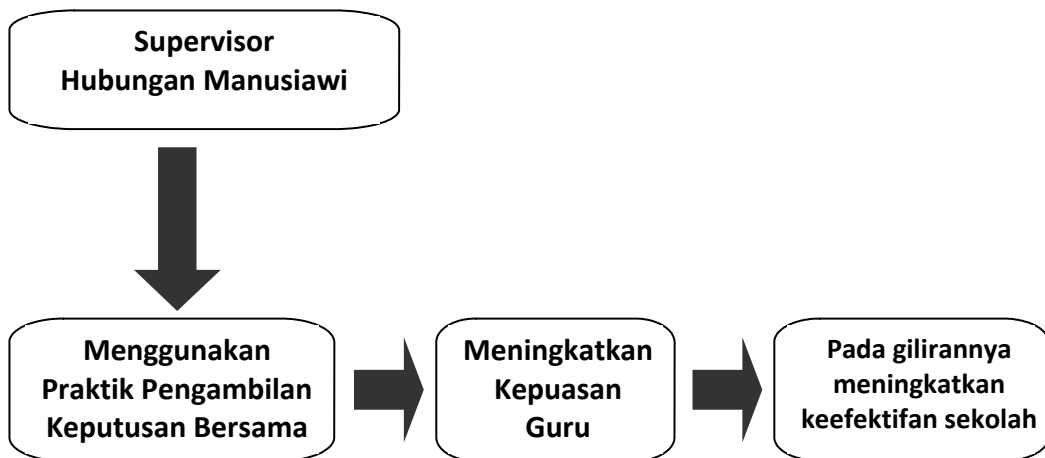 Supervisor
Hubungan Manusiawi
Menggunakan
Praktik Pengambilan
Keputusan Bersama
Meningkatkan
Kepuasan
Guru
Pada gilirannya
meningkatkan
keefektifan sekolah